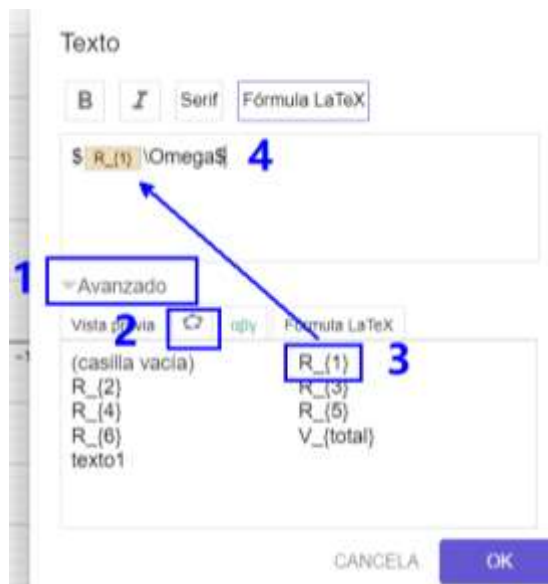 Texto
B I Serif Fórmula LaTeX
$ R_{1} \Omega$ 4
1 Avanzado
Vista previa 2 αβγ Fórmula LaTeX
(casilla vacía) R_{1} 3
R_{2} R_{3}
R_{4} R_{5}
R_{6} V_{total}
texto1
CANCELA OK